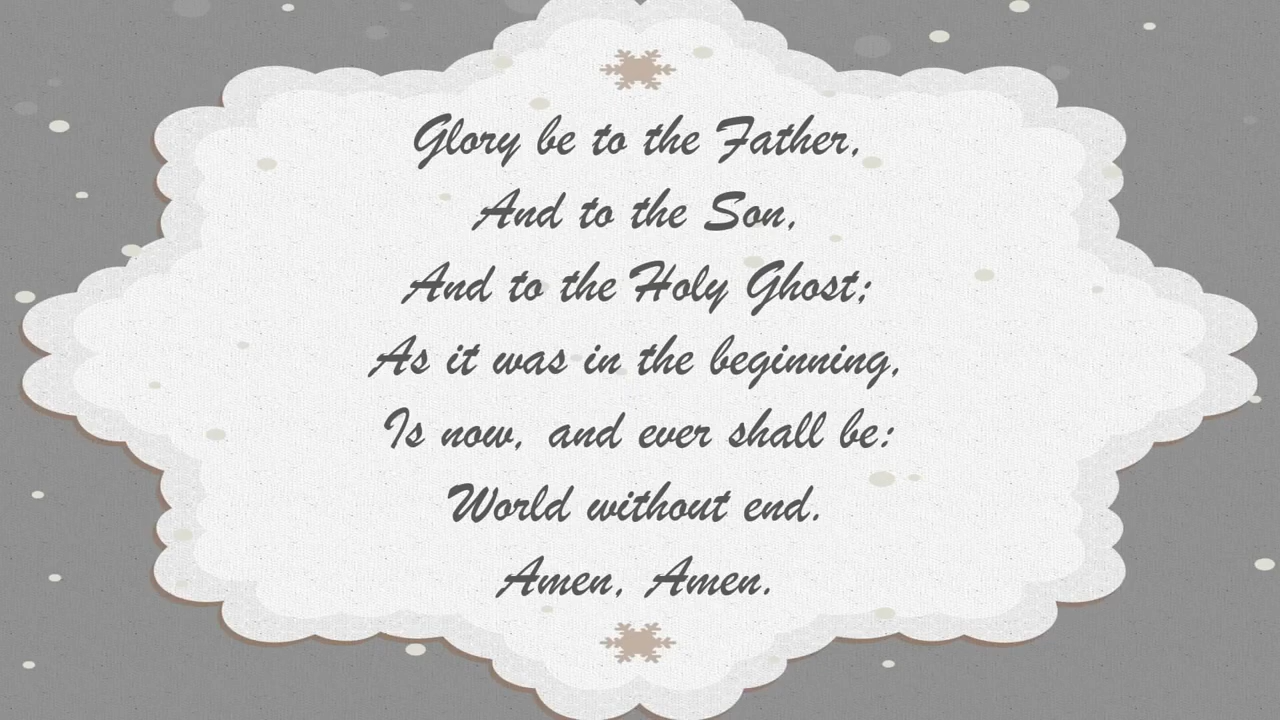 Glory be to the Father,
And to the Son,
And to the Holy Ghost;
As it was in the beginning,
Is now, and ever shall be:
World without end.
Amen, Amen.